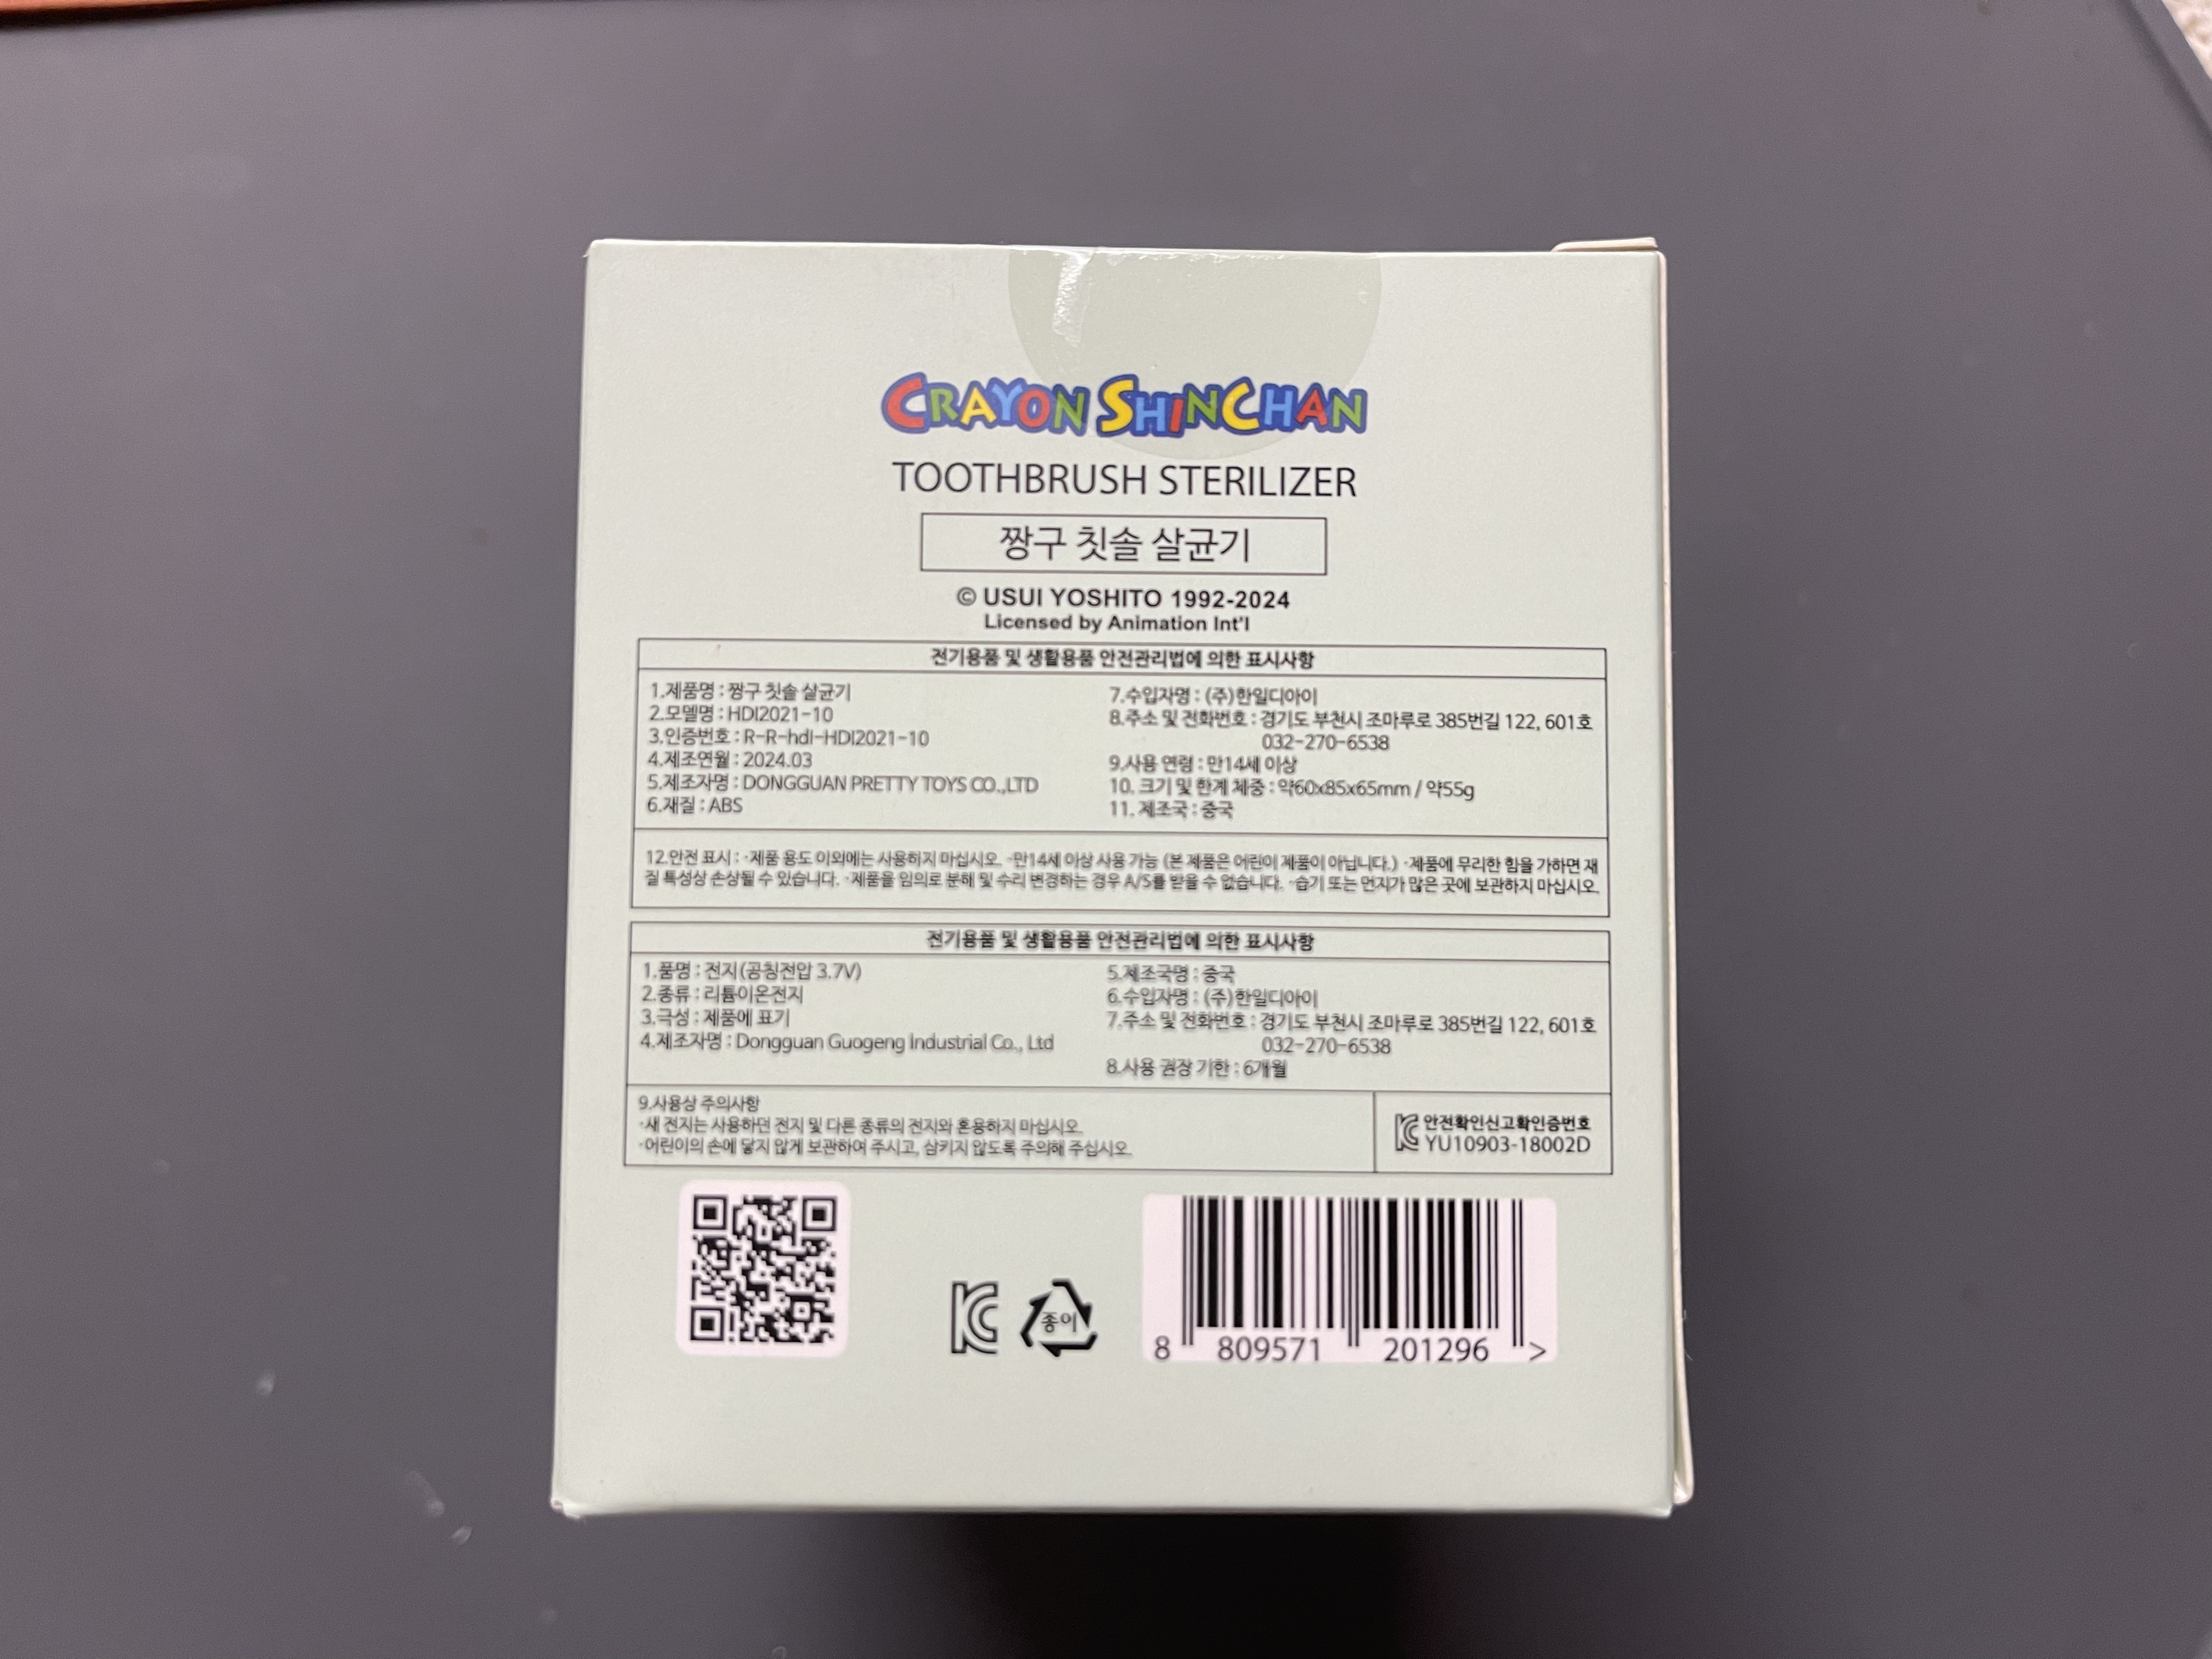 CRAYON SHINCHAN
TOOTHBRUSH STERILIZER
짱구 칫솔 살균기
© USUI YOSHITO 1992-2024
Licensed by Animation Int'l
전기용품 및 생활용품 안전관리법에 의한 표시사항
1.제품명 : 짱구 칫솔 살균기
2.모델명 : HDI2021-10
3.인증번호 : R-R-hdI-HDI2021-10
4.제조연월 : 2024.03
5.제조자명 : DONGGUAN PRETTY TOYS CO.,LTD
6.재질 : ABS
7.수입자명 : (주)한일디아이
8.주소 및 전화번호 : 경기도 부천시 조마루로 385번길 122, 601호
032-270-6538
9.사용 연령 : 만14세 이상
10. 크기 및 한계 체중 : 약60x85x65mm / 약55g
11. 제조국 : 중국
12.안전 표시 : ·제품 용도 이외에는 사용하지 마십시오. ·만14세 이상 사용 가능 (본 제품은 어린이 제품이 아닙니다.) ·제품에 무리한 힘을 가하면 재
질 특성상 손상될 수 있습니다. ·제품을 임의로 분해 및 수리 변경하는 경우 A/S를 받을 수 없습니다. ·습기 또는 먼지가 많은 곳에 보관하지 마십시오.
전기용품 및 생활용품 안전관리법에 의한 표시사항
1.품명 : 전지(공칭전압 3.7V)
2.종류 : 리튬이온전지
3.극성 : 제품에 표기
4.제조자명 : Dongguan Guogeng Industrial Co., Ltd
5.제조국명 : 중국
6.수입자명 : (주)한일디아이
7.주소 및 전화번호 : 경기도 부천시 조마루로 385번길 122, 601호
032-270-6538
8.사용 권장 기한 : 6개월
9.사용상 주의사항
·새 전지는 사용하던 전지 및 다른 종류의 전지와 혼용하지 마십시오.
·어린이의 손에 닿지 않게 보관하여 주시고, 삼키지 않도록 주의해 주십시오.
안전확인신고확인증번호
YU10903-18002D
종이
8 809571 201296 >